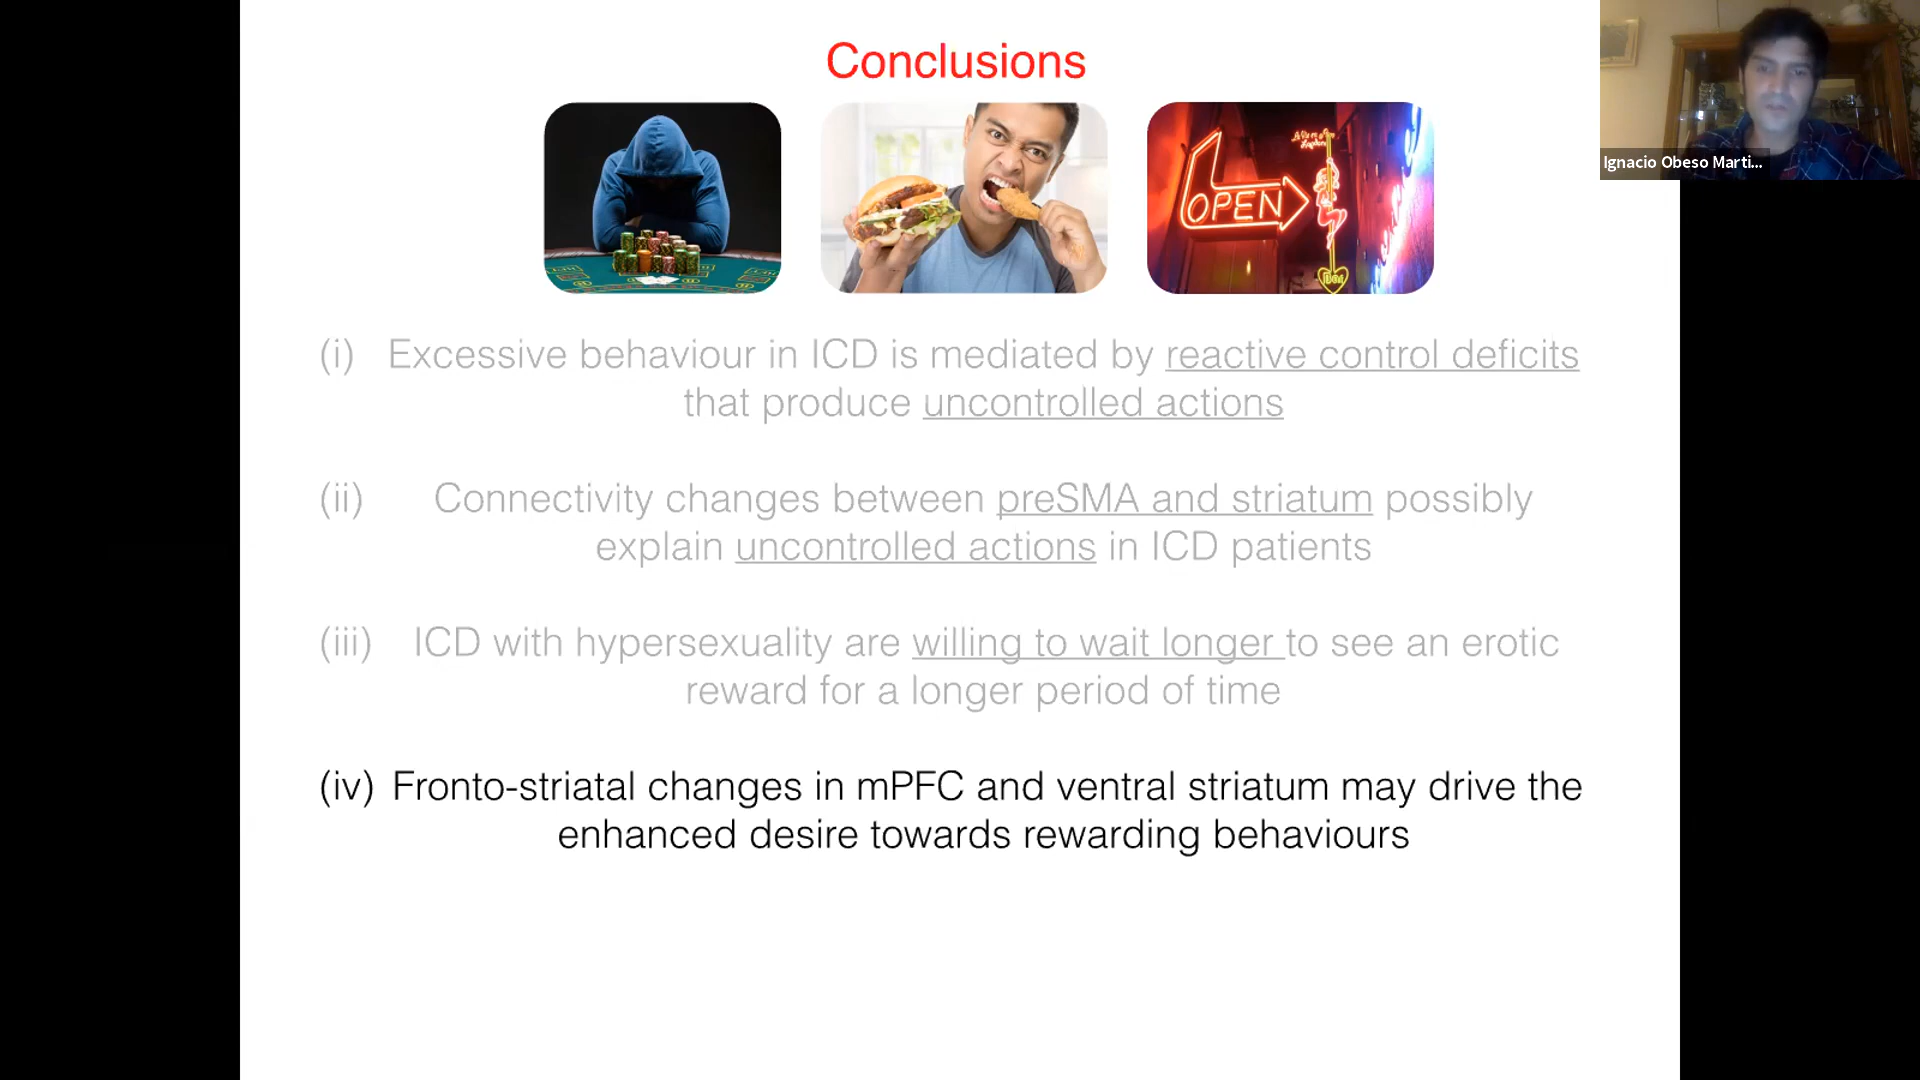 Conclusions
OPEN
Ignacio Obeso Marti...
(i) Excessive behaviour in ICD is mediated by reactive control deficits
that produce uncontrolled actions
(ii) Connectivity changes between preSMA and striatum possibly
explain uncontrolled actions in ICD patients
(iii) ICD with hypersexuality are willing to wait longer to see an erotic
reward for a longer period of time
(iv) Fronto-striatal changes in mPFC and ventral striatum may drive the
enhanced desire towards rewarding behaviours